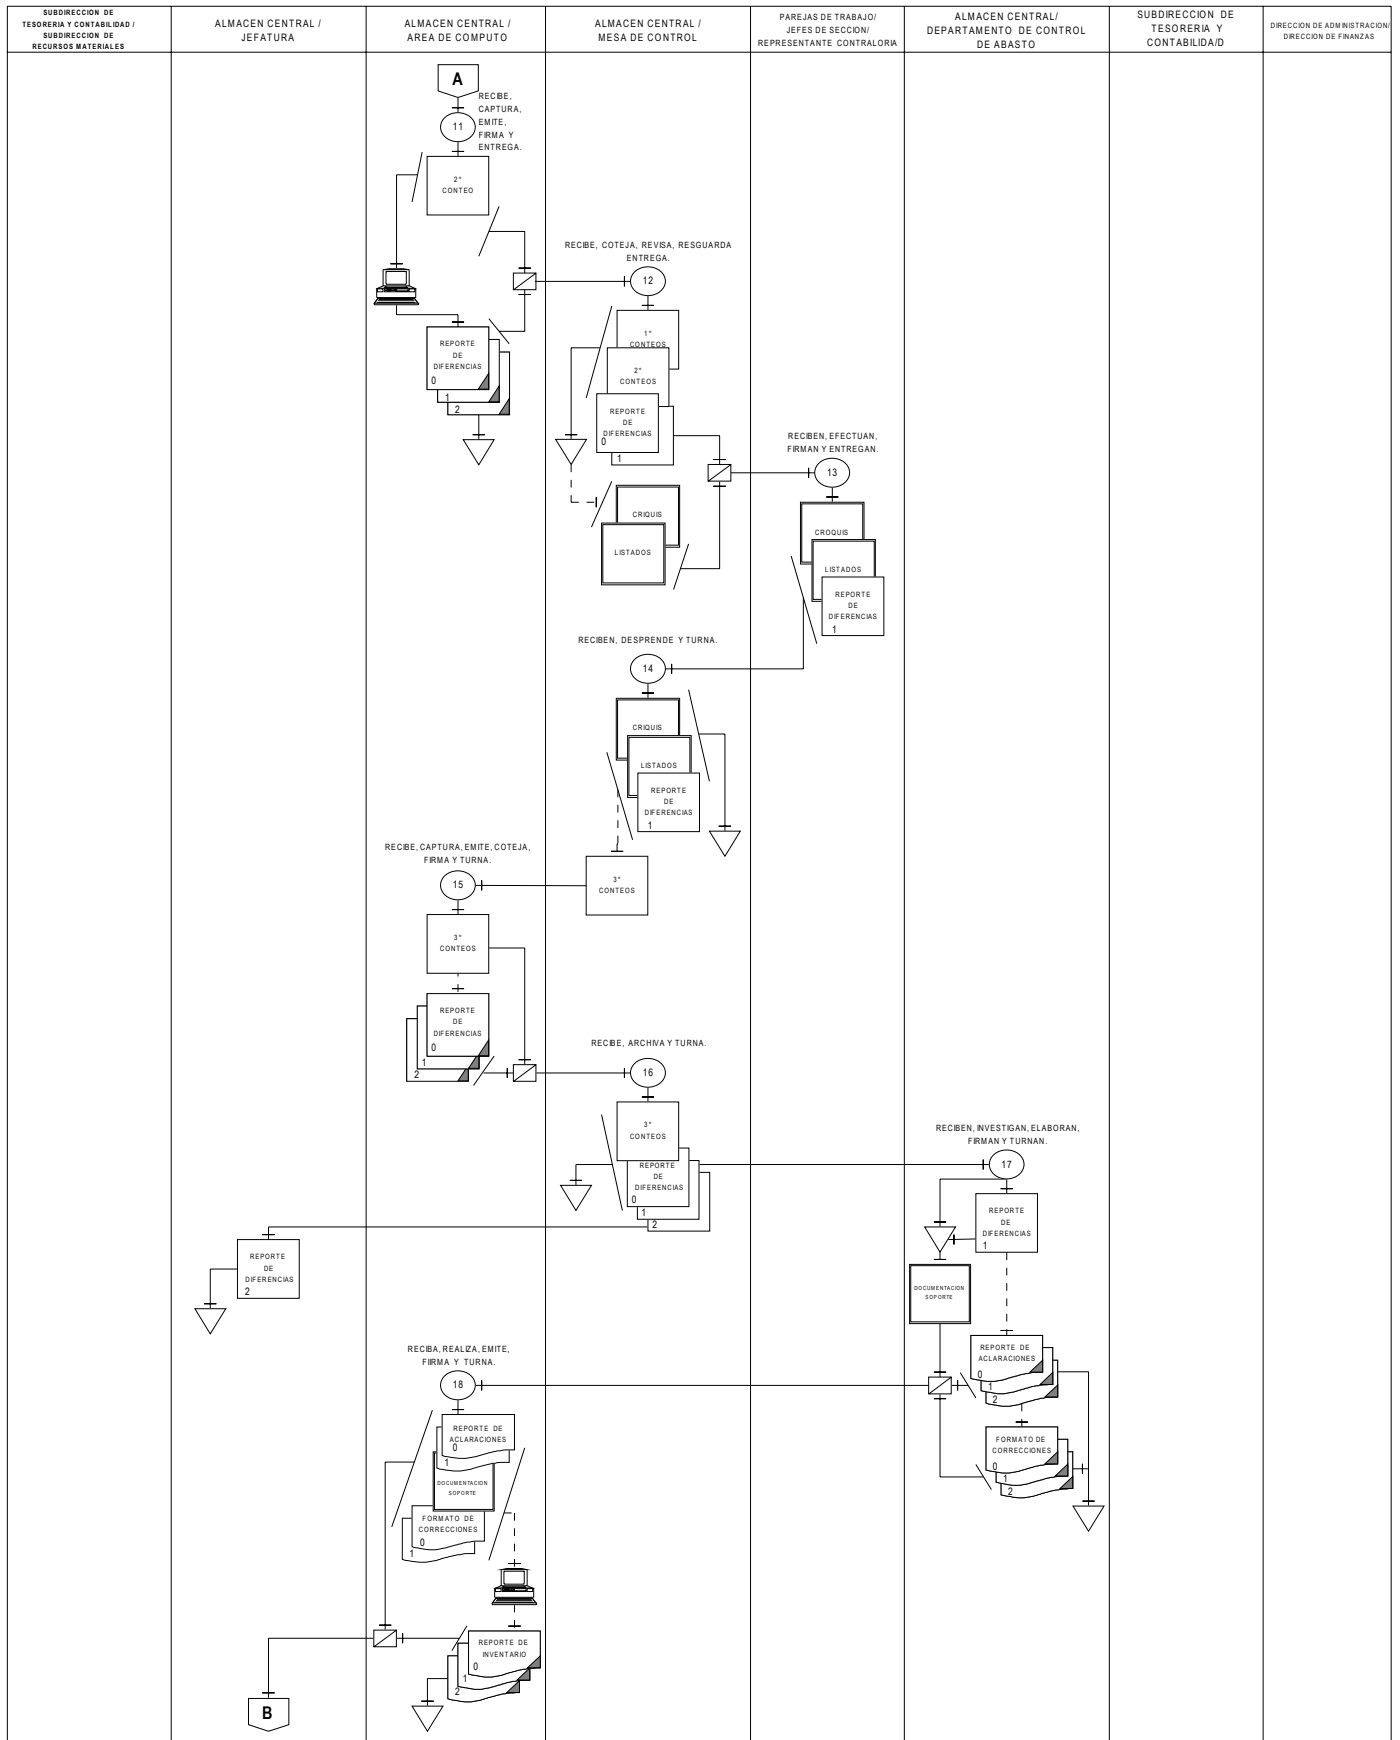 SUBDIRECCION DE
TESORERIA Y CONTABILIDAD /
SUBDIRECCION DE
RECURSOS MATERIALES
ALMACEN CENTRAL /
JEFATURA
ALMACEN CENTRAL /
AREA DE COMPUTO
ALMACEN CENTRAL /
MESA DE CONTROL
PAREJAS DE TRABAJO/
JEFES DE SECCION/
REPRESENTANTE CONTRALORIA
ALMACEN CENTRAL/
DEPARTAMENTO DE CONTROL
DE ABASTO
SUBDIRECCION DE
TESORERIA Y
CONTABILIDA/D
DIRECCION DE ADMINISTRACION/
DIRECCION DE FINANZAS
A
RECIBE,
CAPTURA,
EMITE,
FIRMA Y
ENTREGA.
11
2°
CONTEO
REPORTE
DE
DIFERENCIAS
0
1
2
RECIBE, COTEJA, REVISA, RESGUARDA
ENTREGA.
12
1°
CONTEOS
2°
CONTEOS
REPORTE
DE
DIFERENCIAS
0
1
CRIQUIS
LISTADOS
RECIBEN, EFECTUAN,
FIRMAN Y ENTREGAN.
13
CROQUIS
LISTADOS
REPORTE
DE
DIFERENCIAS
1
RECIBEN, DESPRENDE Y TURNA.
14
CRIQUIS
LISTADOS
REPORTE
DE
DIFERENCIAS
1
3°
CONTEOS
RECIBE, CAPTURA, EMITE, COTEJA,
FIRMA Y TURNA.
15
3°
CONTEOS
REPORTE
DE
DIFERENCIAS
0
1
2
RECIBE, ARCHIVA Y TURNA.
16
3°
CONTEOS
REPORTE
DE
DIFERENCIAS
0
1
2
REPORTE
DE
DIFERENCIAS
2
RECIBEN, INVESTIGAN, ELABORAN,
FIRMAN Y TURNAN.
17
REPORTE
DE
DIFERENCIAS
1
DOCUMENTACION
SOPORTE
REPORTE DE
ACLARACIONES
0
1
2
FORMATO DE
CORRECCIONES
0
1
2
RECIBA, REALIZA, EMITE,
FIIRMA Y TURNA.
18
REPORTE DE
ACLARACIONES
0
1
DOCUMENTACION
SOPORTE
FORMATO DE
CORRECCIONES
0
1
REPORTE DE
INVENTARIO
0
1
2
B